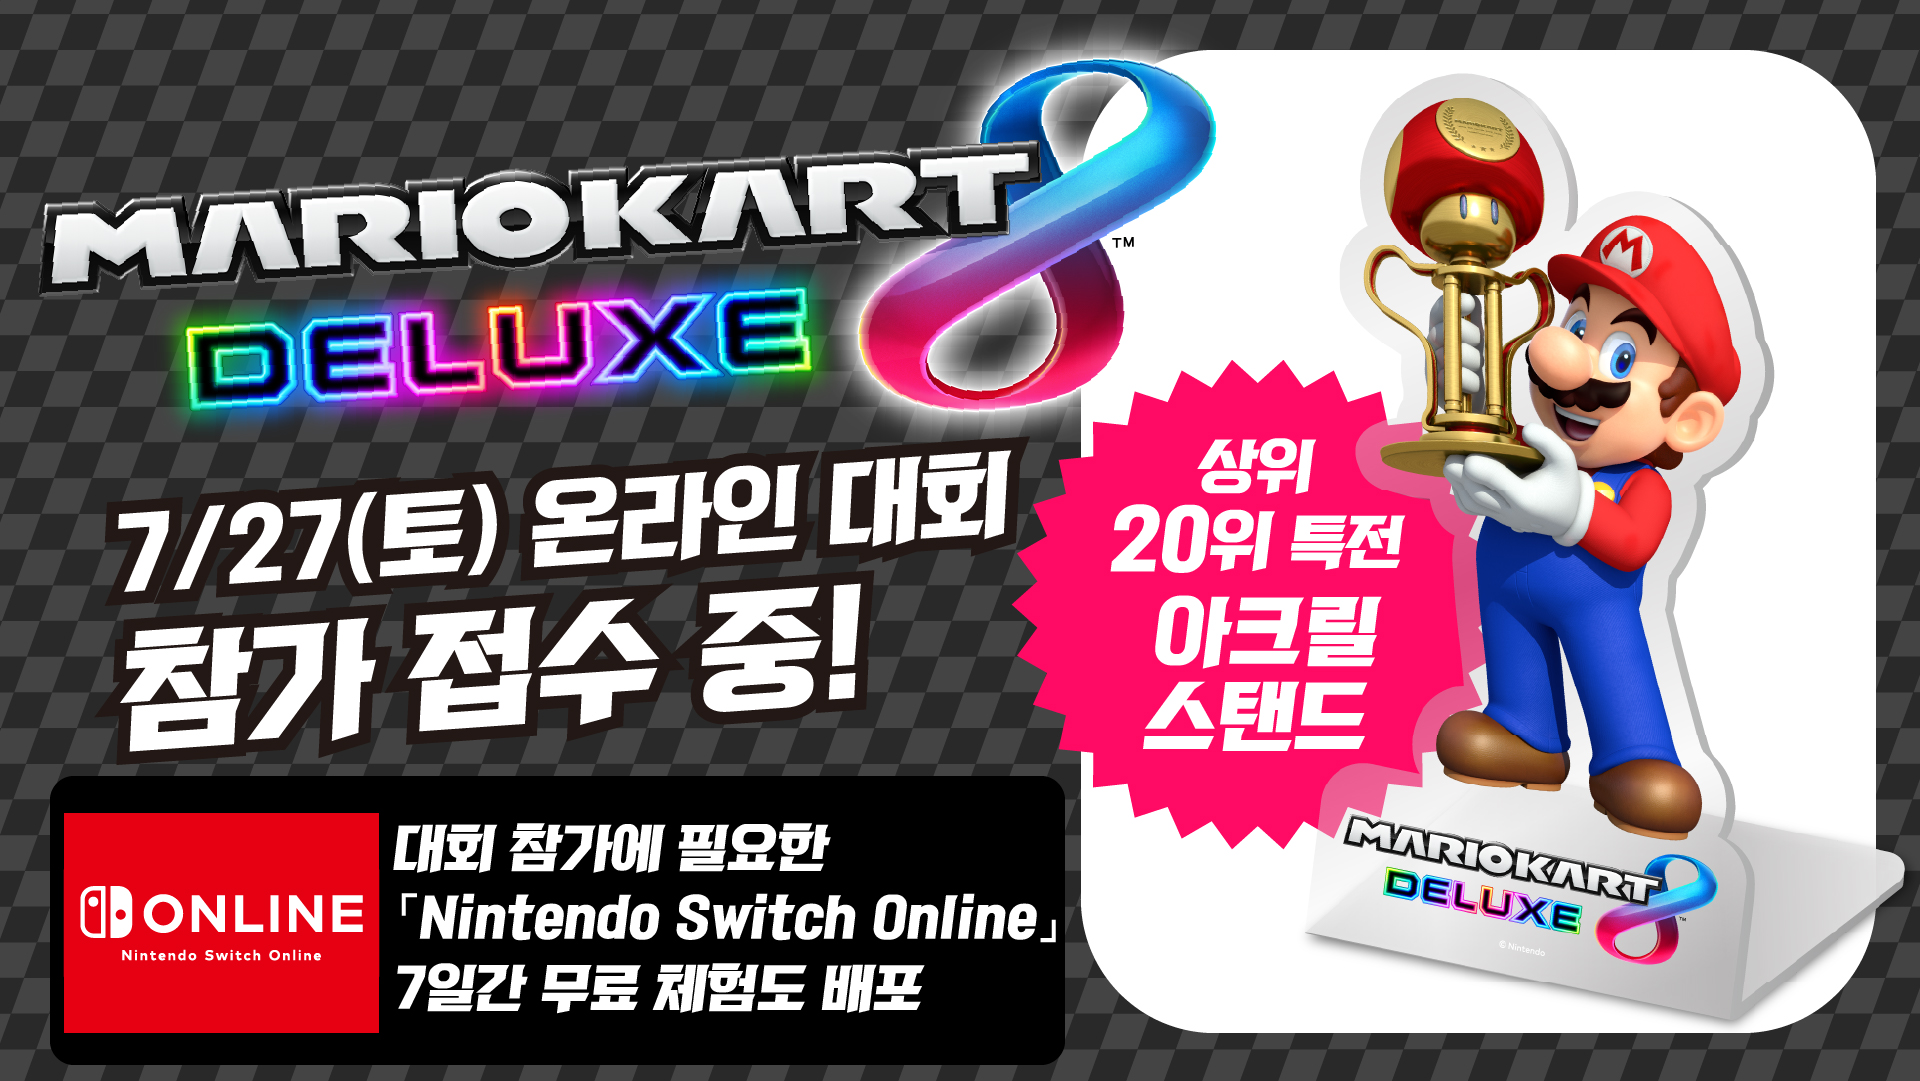 MARIOKART 8
TM
DELUXE
7/27(토) 온라인 대회
참가 접수 중!
상위
20위 특전
아크릴
스탠드
ONLINE
Nintendo Switch Online
대회 참가에 필요한
「Nintendo Switch Online」
7일간 무료 체험도 배포
M
MARIOKART 8
TM
DELUXE
© Nintendo